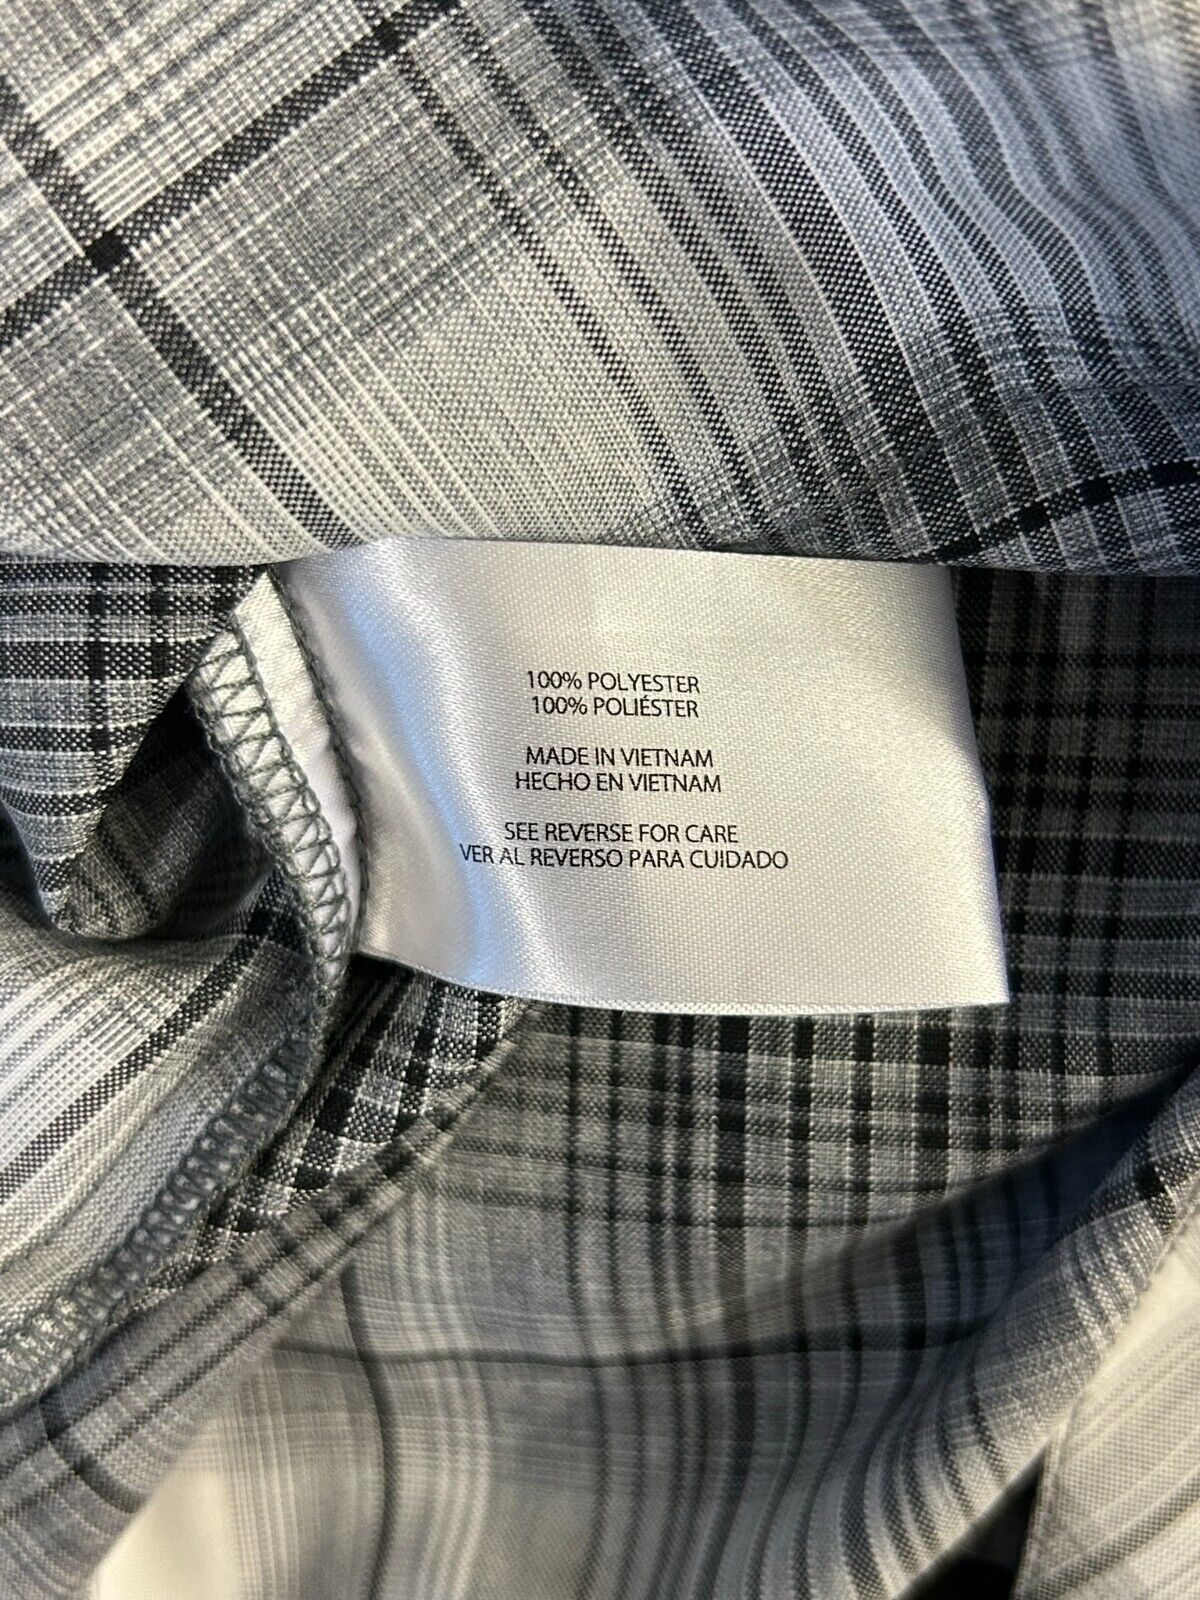 100% POLYESTER
100% POLIÉSTER
MADE IN VIETNAM
HECHO EN VIETNAM
SEE REVERSE FOR CARE
VER AL REVERSO PARA CUIDADO